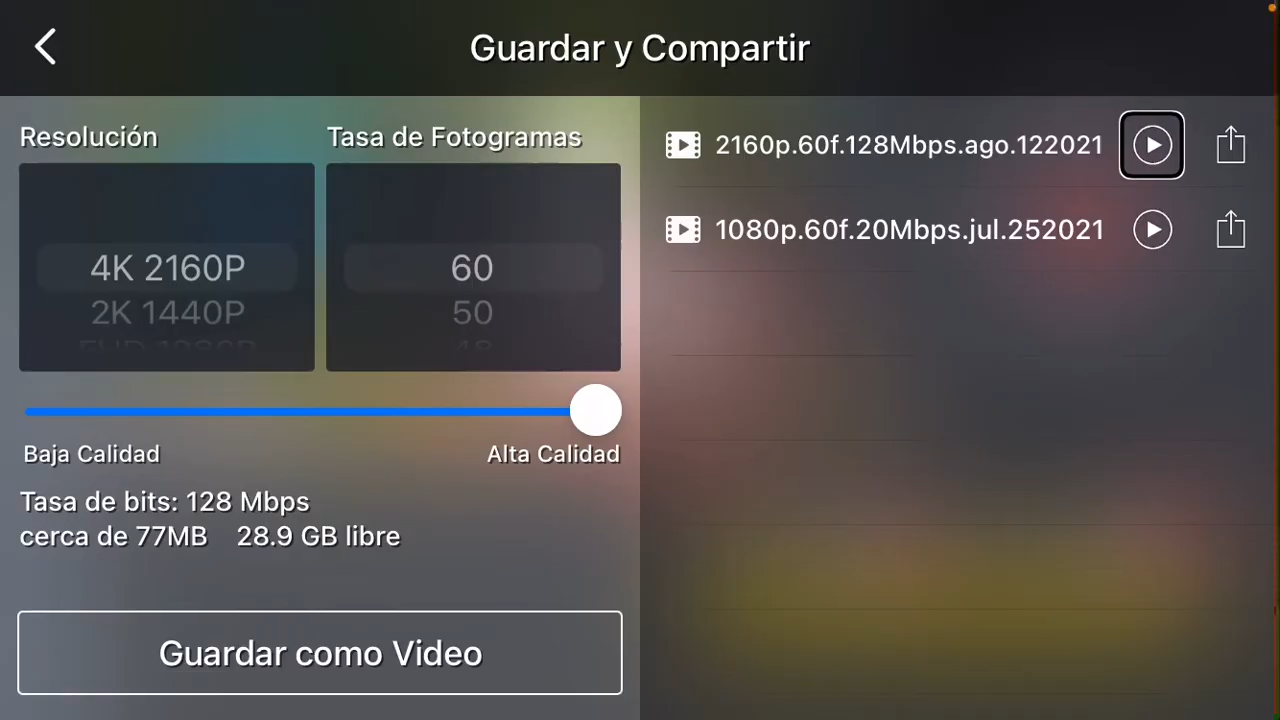 Guardar y Compartir
Resolución
Tasa de Fotogramas
4K 2160P
2K 1440P
60
50
48
Baja Calidad
Alta Calidad
Tasa de bits: 128 Mbps
cerca de 77MB 28.9 GB libre
Guardar como Video
2160p.60f.128Mbps.ago.122021
1080p.60f.20Mbps.jul.252021